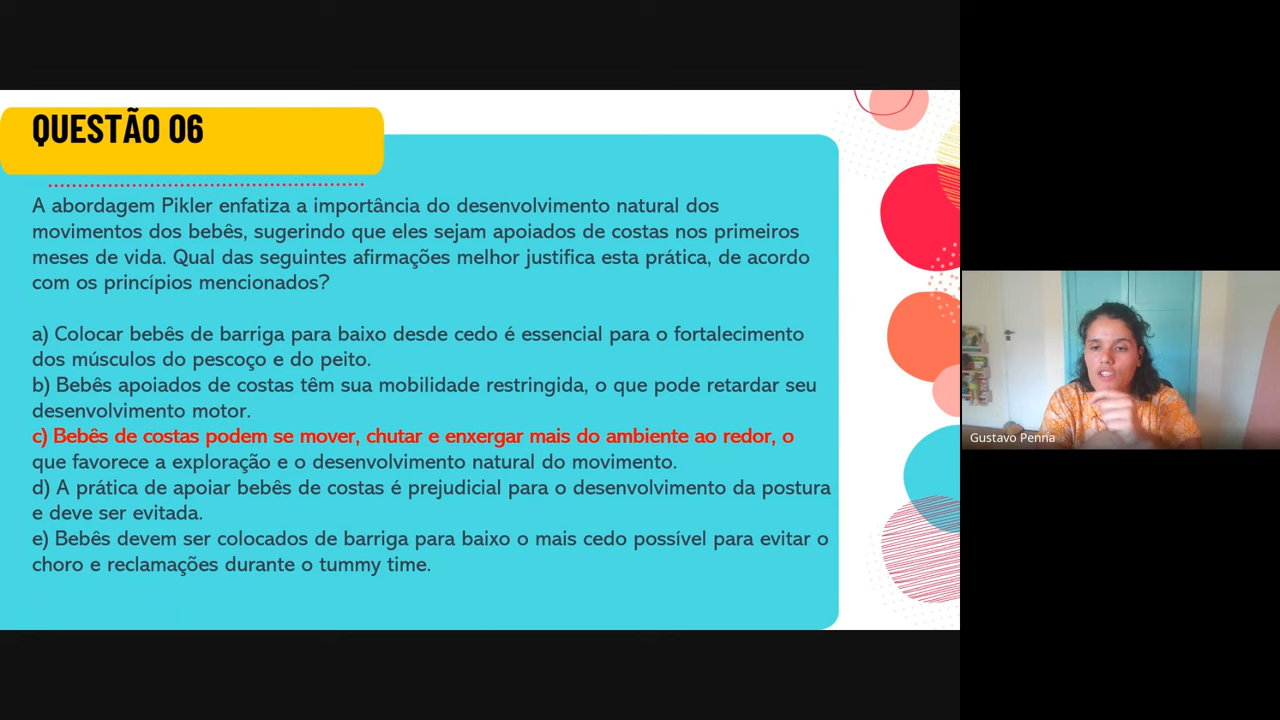 QUESTÃO 06
A abordagem Pikler enfatiza a importância do desenvolvimento natural dos
movimentos dos bebês, sugerindo que eles sejam apoiados de costas nos primeiros
meses de vida. Qual das seguintes afirmações melhor justifica esta prática, de acordo
com os princípios mencionados?
a) Colocar bebês de barriga para baixo desde cedo é essencial para o fortalecimento
dos músculos do pescoço e do peito.
b) Bebês apoiados de costas têm sua mobilidade restringida, o que pode retardar seu
desenvolvimento motor.
c) Bebês de costas podem se mover, chutar e enxergar mais do ambiente ao redor, o
que favorece a exploração e o desenvolvimento natural do movimento.
d) A prática de apoiar bebês de costas é prejudicial para o desenvolvimento da postura
e deve ser evitada.
e) Bebês devem ser colocados de barriga para baixo o mais cedo possível para evitar o
choro e reclamações durante o tummy time.
Gustavo Penna